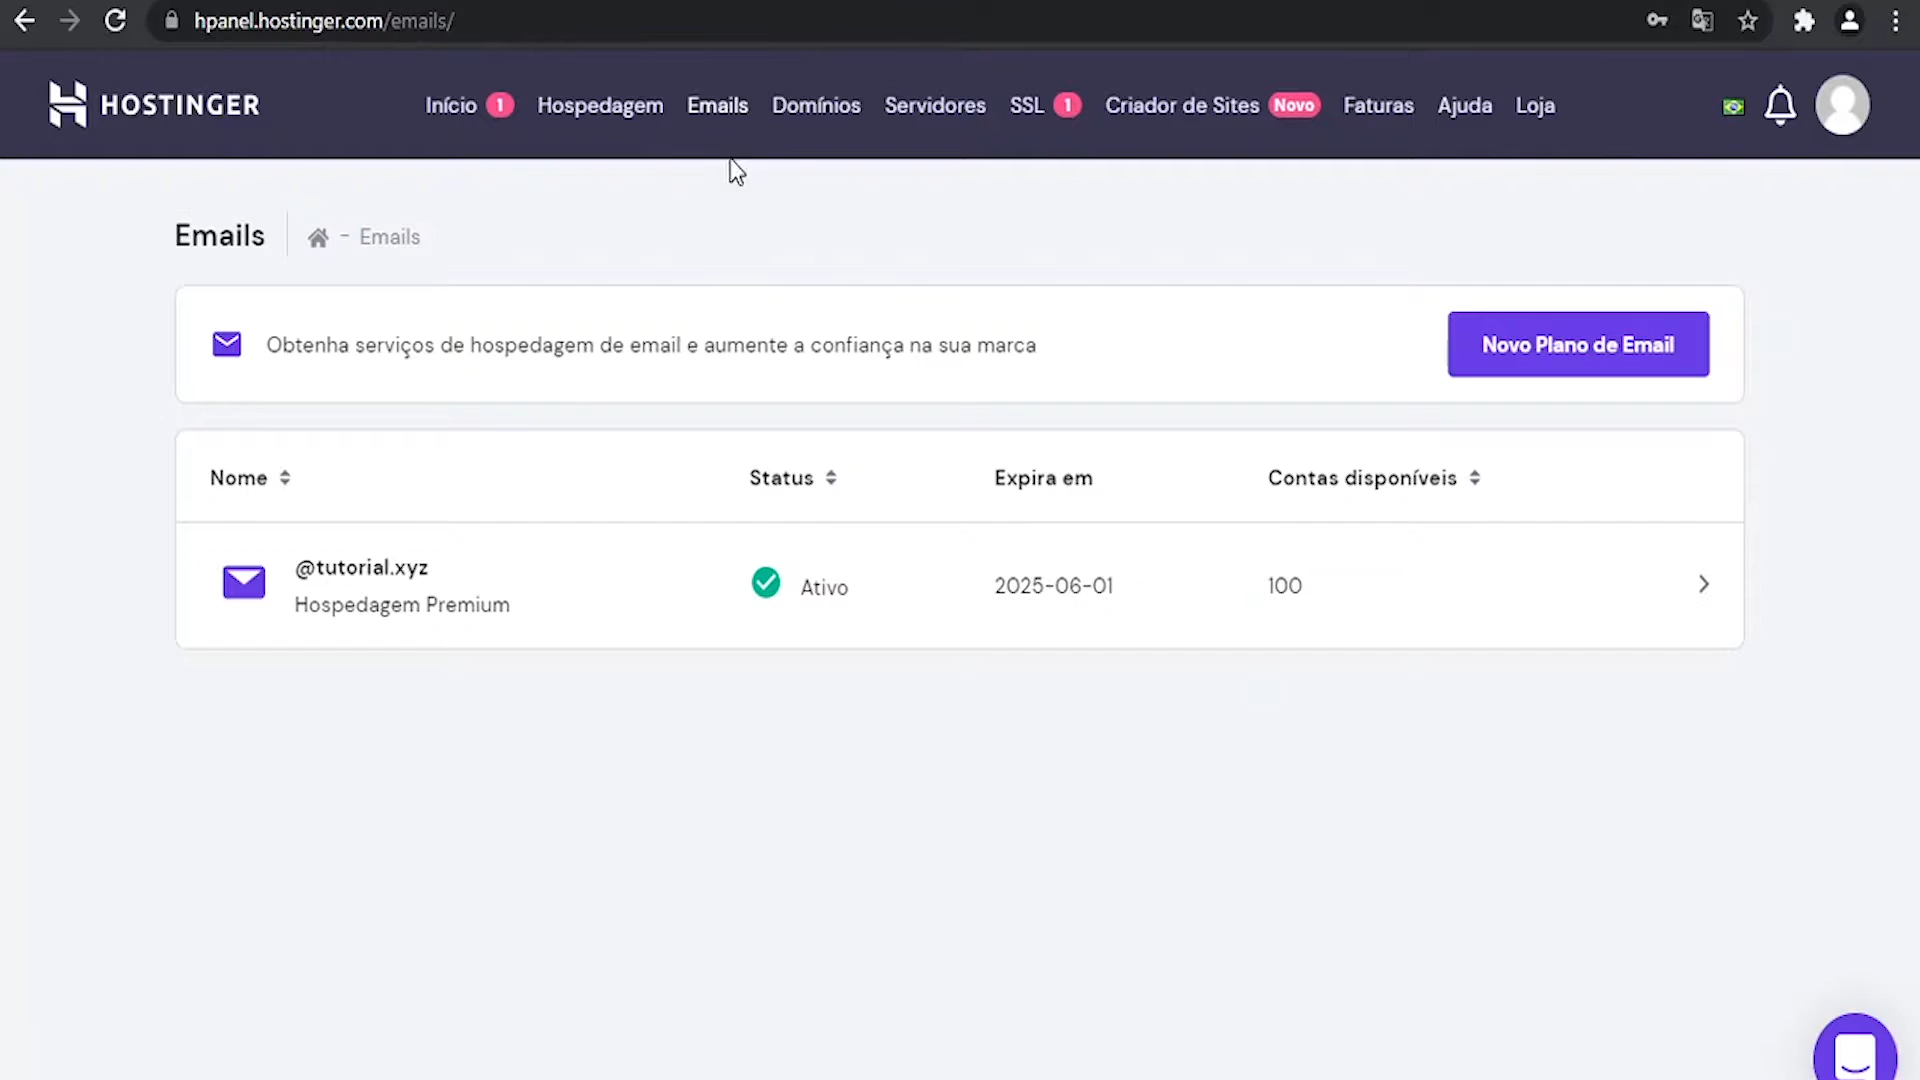 hpanel.hostinger.com/emails/
HOSTINGER
Início 1 Hospedagem Emails Domínios Servidores SSL 1 Criador de Sites Novo Faturas Ajuda Loja
Emails - Emails
Obtenha serviços de hospedagem de email e aumente a confiança na sua marca
Novo Plano de Email
Nome Status Expira em Contas disponíveis
@tutorial.xyz
Hospedagem Premium
Ativo 2025-06-01 100